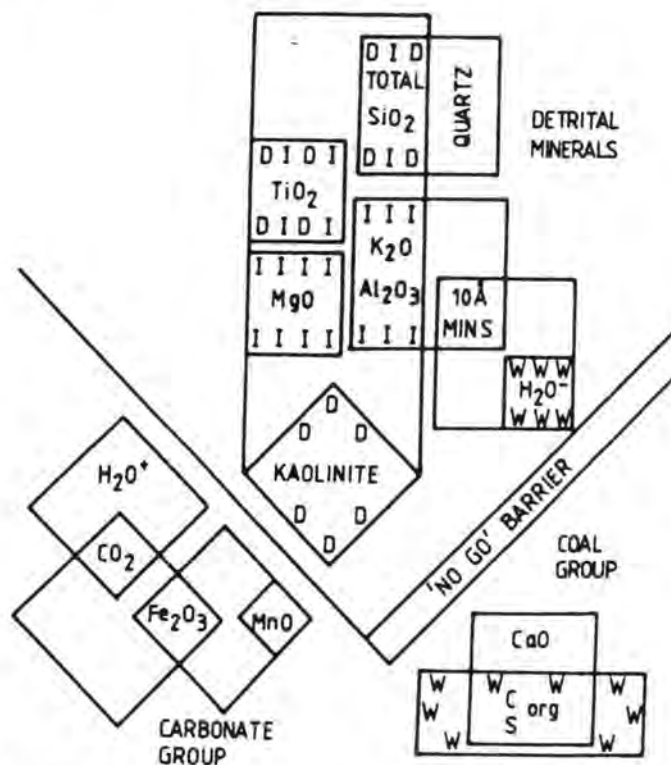 D I D
TOTAL
SiO₂
D I D
QUARTZ
DETRITAL
MINERALS
D I D I
TiO₂
D I D I
I I I
K₂O
Al₂O₃
I I I
I I I I
MgO
I I I I
10Å
MINS
W W W
H₂O⁻
W W W
D D
D D
KAOLINITE
D D
D D
'NO GO' BARRIER
H₂O⁺
CO₂
Fe₂O₃
MnO
CARBONATE
GROUP
COAL
GROUP
CaO
W W W W
W C org W
S
W W